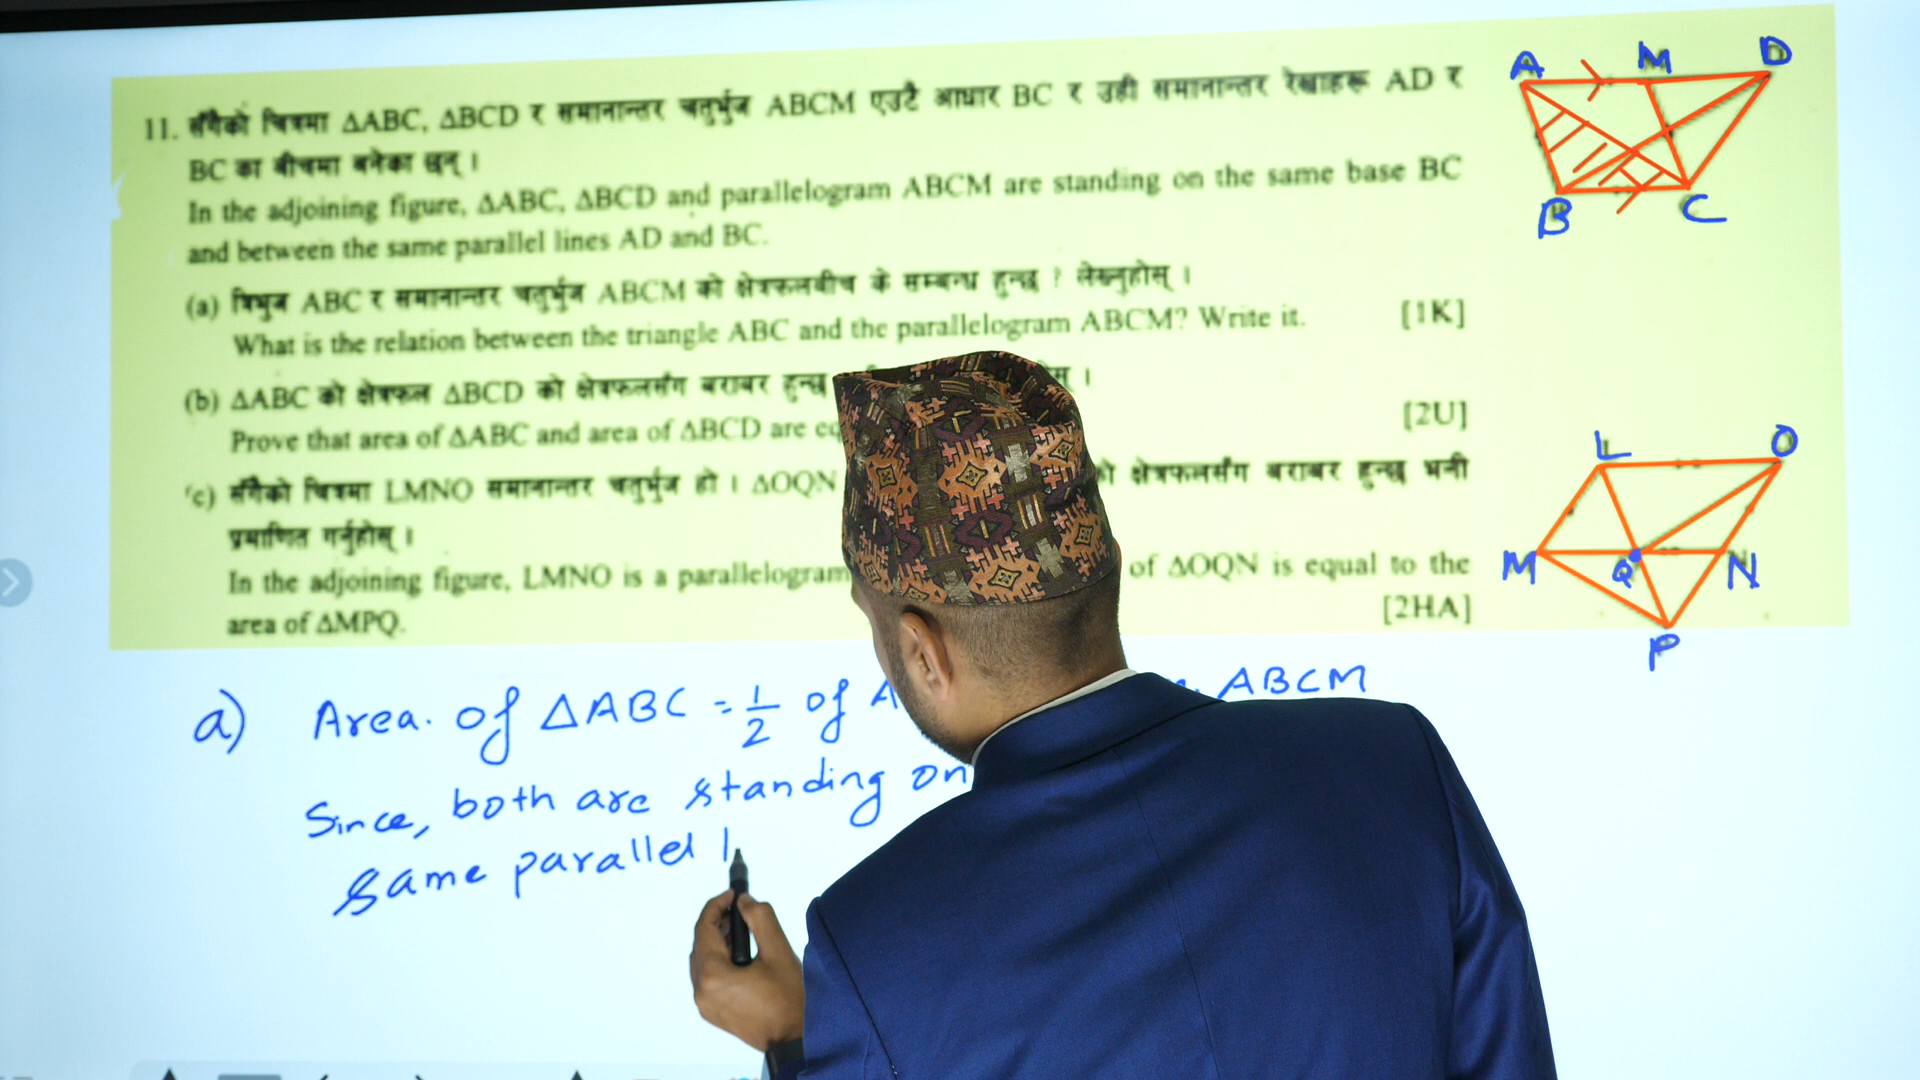 11. सँगैको चित्रमा ΔABC, ΔBCD र समानान्तर चतुर्भुज ABCM एउटै आधार BC र उही समानान्तर रेखाहरू AD र
BC का बीचमा बनेका छन् ।
In the adjoining figure, ΔABC, ΔBCD and parallelogram ABCM are standing on the same base BC
and between the same parallel lines AD and BC.
(a) त्रिभुज ABC र समानान्तर चतुर्भुज ABCM को क्षेत्रफलबीच के सम्बन्ध हुन्छ ? लेख्नुहोस् ।
What is the relation between the triangle ABC and the parallelogram ABCM? Write it. [1K]
(b) ΔABC को क्षेत्रफल ΔBCD को क्षेत्रफलसँग बराबर हुन्छ
Prove that area of ΔABC and area of ΔBCD are [2U]
(c) सँगैको चित्रमा LMNO समानान्तर चतुर्भुज हो । ΔOQN को क्षेत्रफलसँग बराबर हुन्छ भनी
प्रमाणित गर्नुहोस् ।
In the adjoining figure, LMNO is a parallelogram of ΔOQN is equal to the
area of ΔMPQ. [2HA]
A M D
B C
L O
M Q N
P
a) Area. of ΔABC = 1/2 of A ABCM
Since, both are standing on
same parallel l